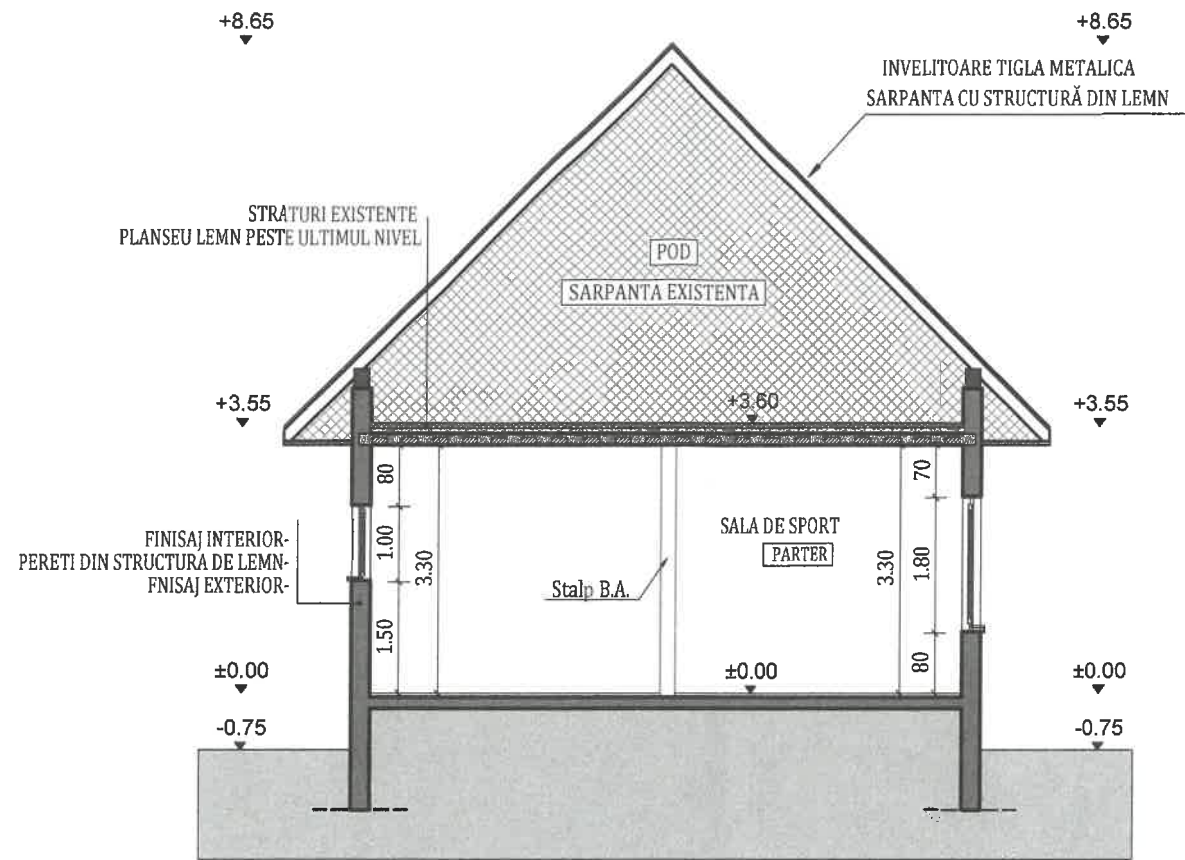 +8.65
+8.65
INVELITOARE TIGLA METALICA
SARPANTA CU STRUCTURĂ DIN LEMN
STRATURI EXISTENTE
PLANSEU LEMN PESTE ULTIMUL NIVEL
POD
SARPANTA EXISTENTA
+3.55
+3.60
+3.55
80
70
FINISAJ INTERIOR-
PERETI DIN STRUCTURA DE LEMN-
FNISAJ EXTERIOR-
1.00
3.30
SALA DE SPORT
PARTER
3.30
1.80
Stalp B.A.
1.50
80
±0.00
±0.00
±0.00
-0.75
-0.75